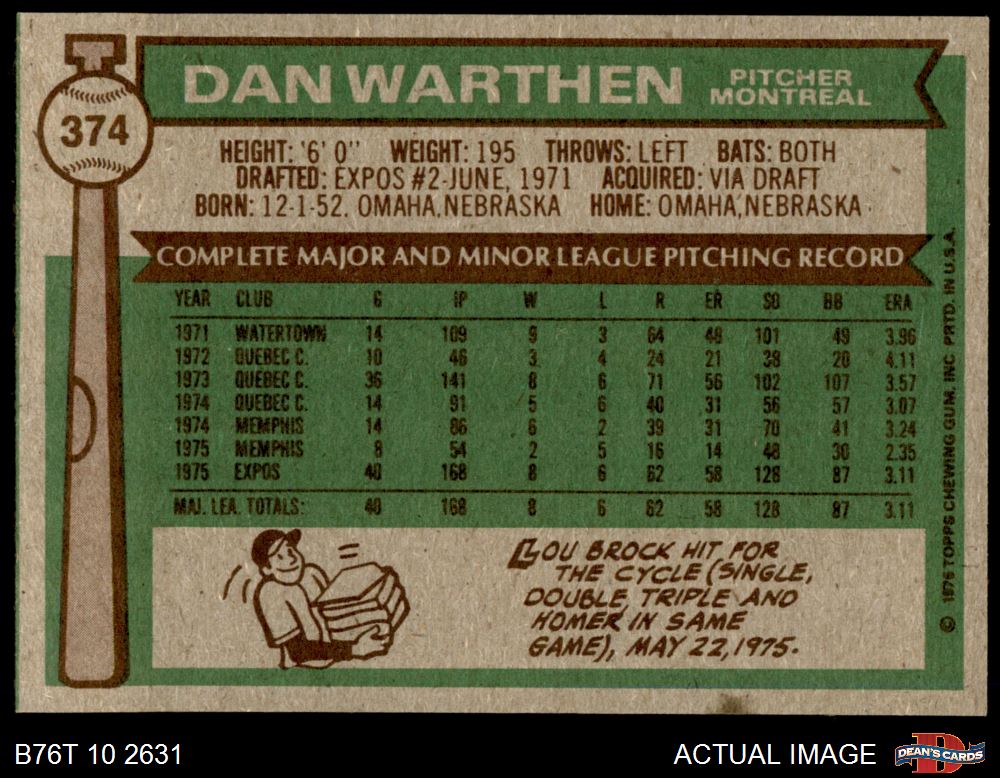 374
DAN WARTHEN
PITCHER
MONTREAL
HEIGHT: '6' 0" WEIGHT: 195 THROWS: LEFT BATS: BOTH
DRAFTED: EXPOS #2-JUNE, 1971 ACQUIRED: VIA DRAFT
BORN: 12-1-52. OMAHA, NEBRASKA HOME: OMAHA, NEBRASKA
COMPLETE MAJOR AND MINOR LEAGUE PITCHING RECORD
YEAR CLUB G IP W L R ER SO BB ERA
1971 WATERTOWN 14 109 9 3 64 48 101 49 3.96
1972 QUEBEC C. 10 46 3 4 24 21 38 20 4.11
1973 QUEBEC C. 36 141 8 6 71 56 102 107 3.57
1974 QUEBEC C. 14 91 5 6 40 31 56 57 3.07
1974 MEMPHIS 14 86 6 2 39 31 70 41 3.24
1975 MEMPHIS 8 54 2 5 16 14 48 30 2.35
1975 EXPOS 40 168 8 6 62 58 128 87 3.11
MAJ. LEA. TOTALS: 40 168 8 6 62 58 128 87 3.11
LOU BROCK HIT FOR
THE CYCLE (SINGLE,
DOUBLE, TRIPLE AND
HOMER IN SAME
GAME), MAY 22, 1975.
© 1976 TOPPS CHEWING GUM, INC PRTD. IN U.S.A.
B76T 10 2631
ACTUAL IMAGE
DEAN'S CARDS